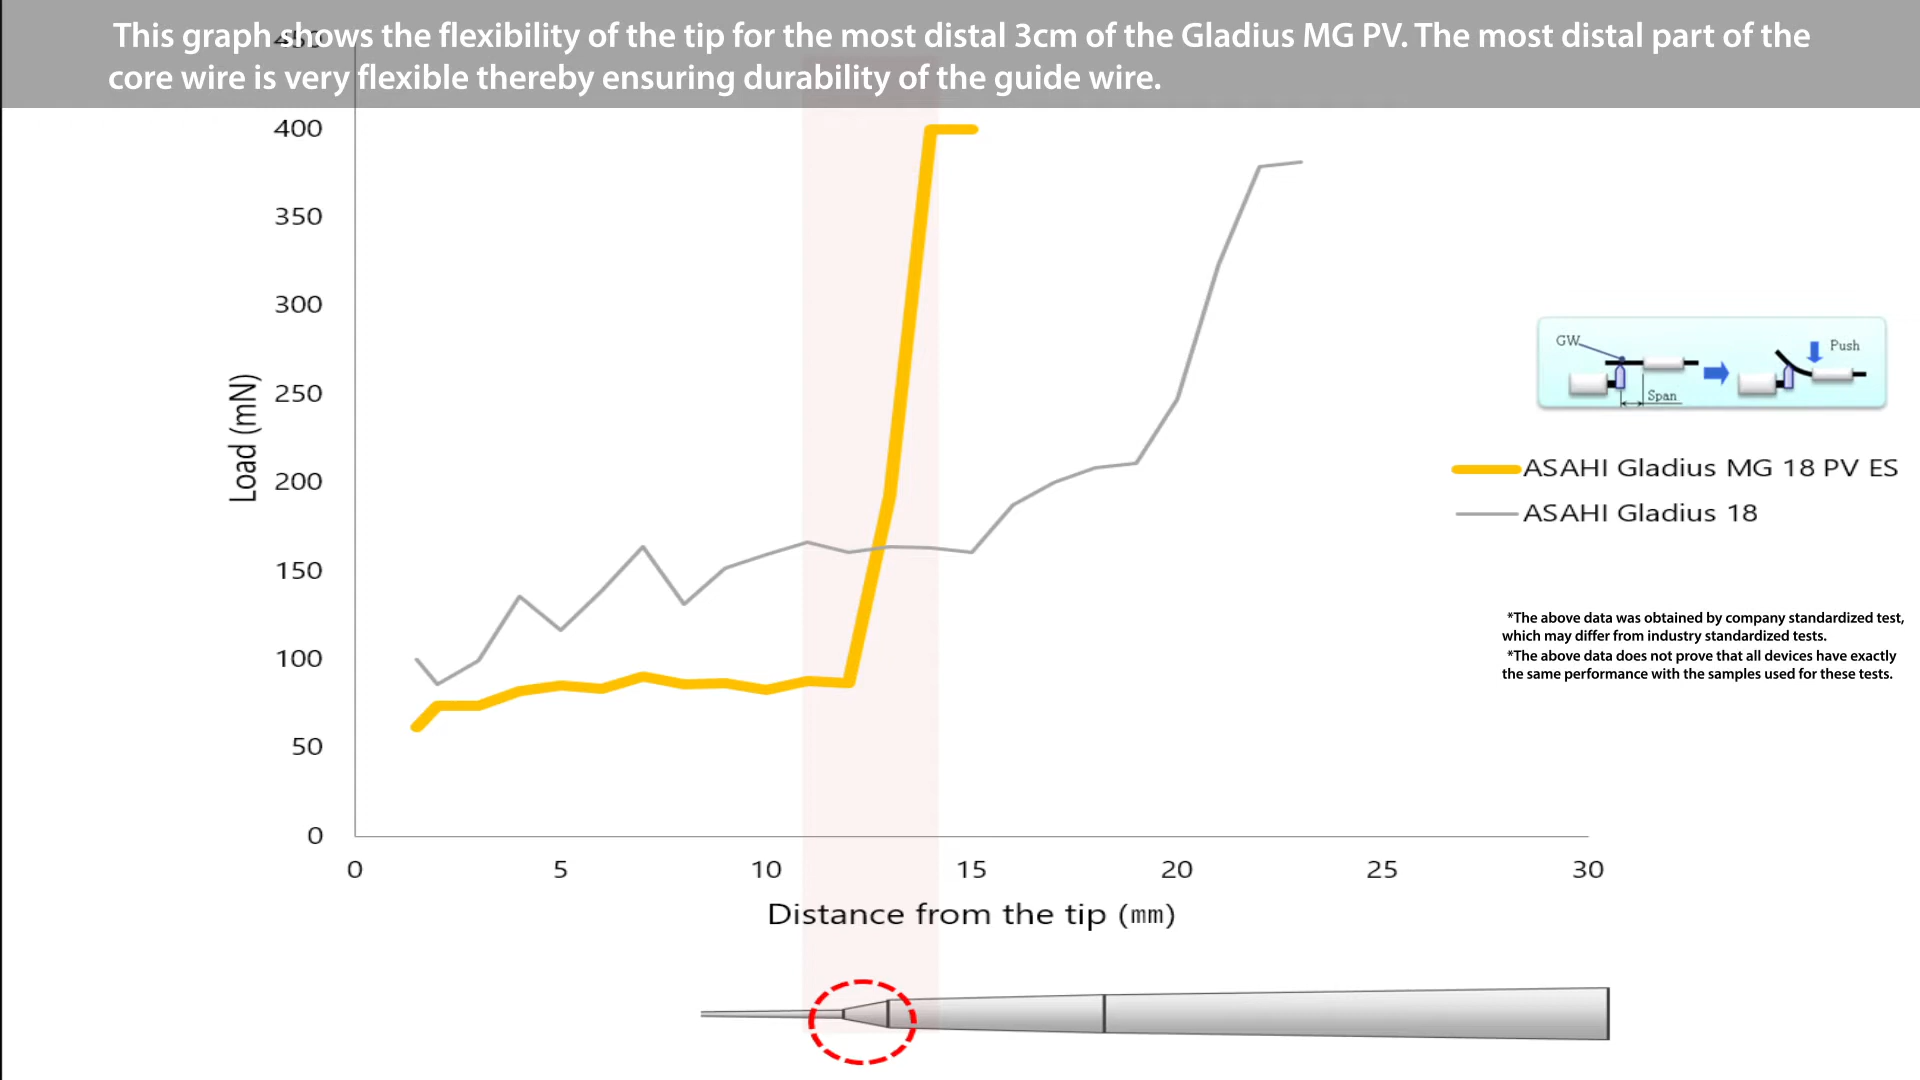 This graph shows the flexibility of the tip for the most distal 3cm of the Gladius MG PV. The most distal part of the
core wire is very flexible thereby ensuring durability of the guide wire.
450
400
350
300
250
200
150
100
50
0
Load (mN)
0 5 10 15 20 25 30
Distance from the tip (mm)
GW
Span
Push
ASAHI Gladius MG 18 PV ES
ASAHI Gladius 18
*The above data was obtained by company standardized test,
which may differ from industry standardized tests.
*The above data does not prove that all devices have exactly
the same performance with the samples used for these tests.